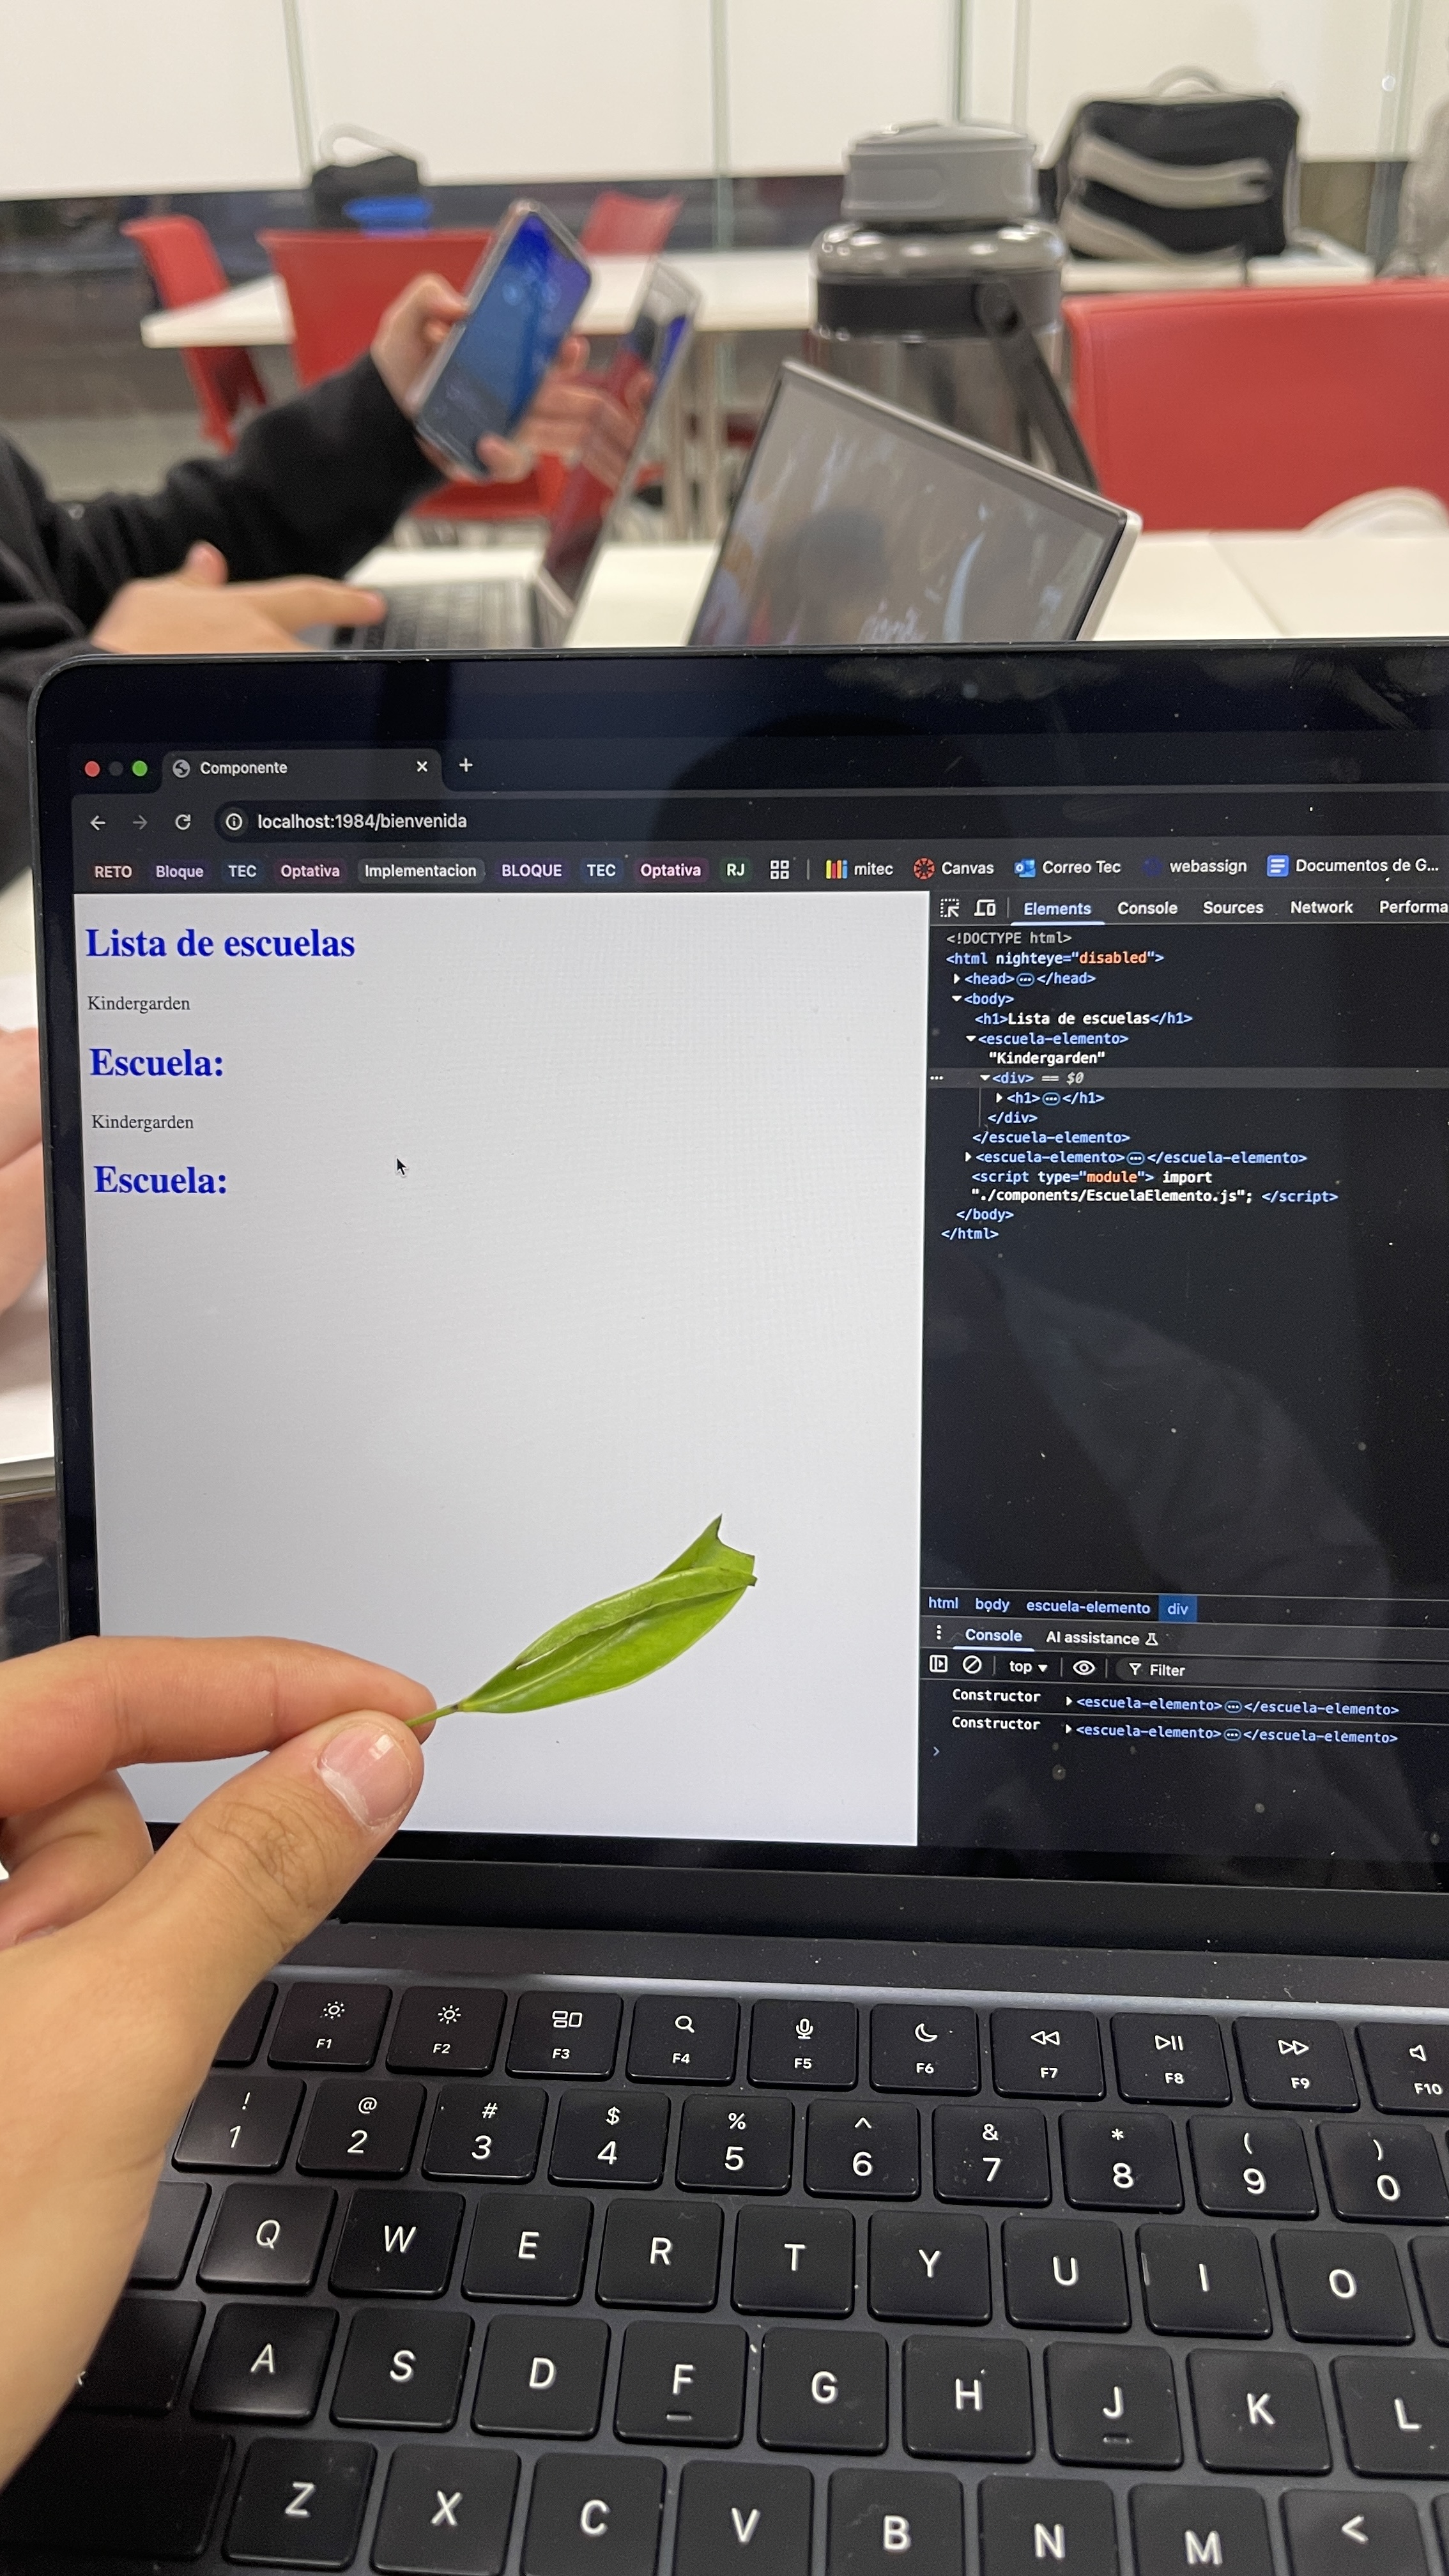 Componente
localhost:1984/bienvenida
RETO Bloque TEC Optativa Implementacion BLOQUE TEC Optativa RJ mitec Canvas Correo Tec webassign Documentos de G...
Lista de escuelas
Kindergarden
Escuela:
Kindergarden
Escuela:
Elements Console Sources Network Performa
<!DOCTYPE html>
<html nighteye="disabled">
<head>…</head>
<body>
<h1>Lista de escuelas</h1>
<escuela-elemento>
"Kindergarden"
<div> == $0
<h1>…</h1>
</div>
</escuela-elemento>
<escuela-elemento>…</escuela-elemento>
<script type="module"> import
"./components/EscuelaElemento.js"; </script>
</body>
</html>
html body escuela-elemento div
Console AI assistance
top Filter
Constructor <escuela-elemento>…</escuela-elemento>
Constructor <escuela-elemento>…</escuela-elemento>
F1 F2 F3 F4 F5 F6 F7 F8 F9 F10
! @ # $ % ^ & * ( )
1 2 3 4 5 6 7 8 9 0
Q W E R T Y U I O
A S D F G H J K L
Z X C V B N M <